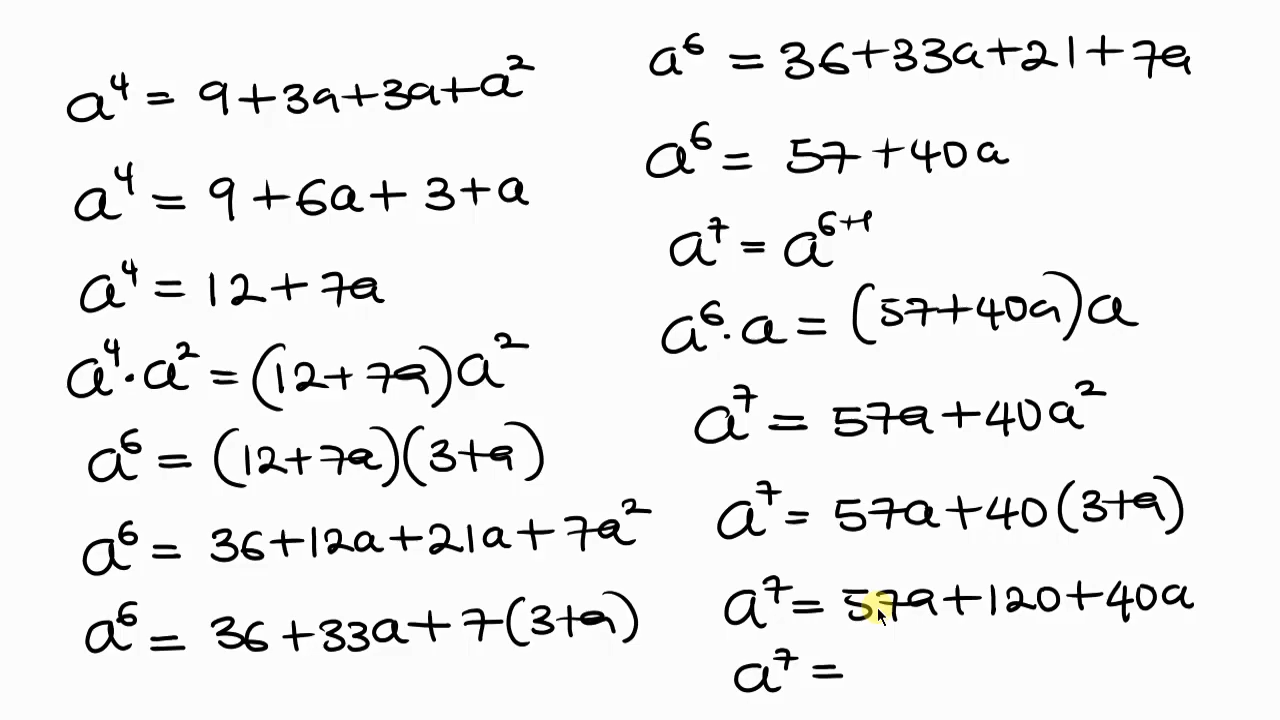 a⁴ = 9+3a+3a+a²
a⁴ = 9+6a+3+a
a⁴ = 12+7a
a⁴·a² = (12+7a)a²
a⁶ = (12+7a)(3+a)
a⁶ = 36+12a+21a+7a²
a⁶ = 36+33a+7(3+a)
a⁶ = 36+33a+21+7a
a⁶ = 57+40a
a⁷ = a⁶⁺¹
a⁶·a = (57+40a)a
a⁷ = 57a+40a²
a⁷ = 57a+40(3+a)
a⁷ = 57a+120+40a
a⁷ =